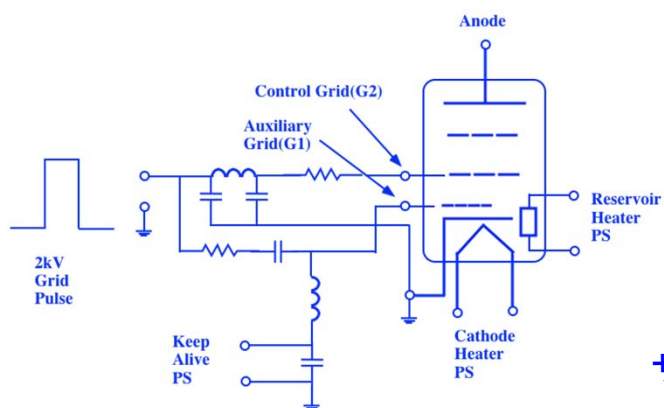 Anode
Control Grid(G2)
Auxiliary
Grid(G1)
Reservoir
Heater
PS
2kV
Grid
Pulse
Keep
Alive
PS
Cathode
Heater
PS